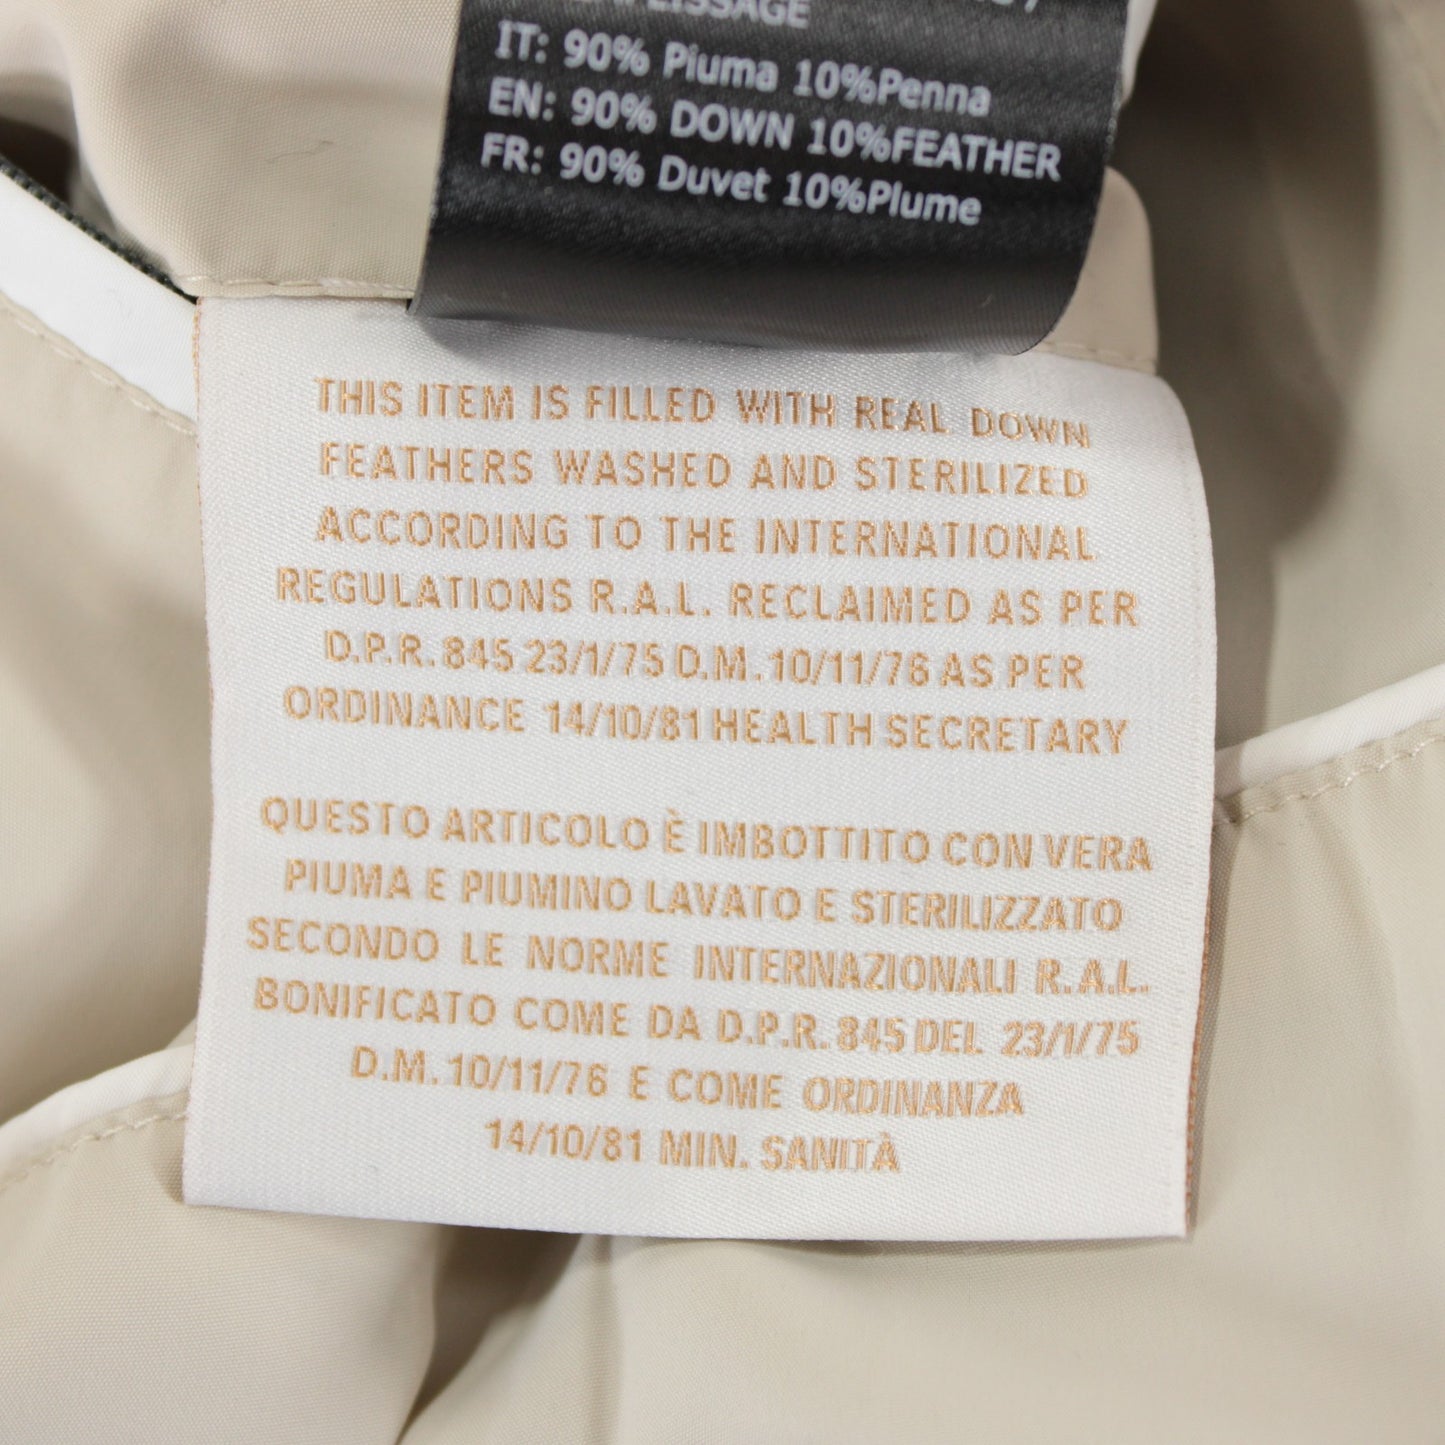 IT: 90% Piuma 10%Penna
EN: 90% DOWN 10%FEATHER
FR: 90% Duvet 10%Plume
THIS ITEM IS FILLED WITH REAL DOWN
FEATHERS WASHED AND STERILIZED
ACCORDING TO THE INTERNATIONAL
REGULATIONS R.A.L. RECLAIMED AS PER
D.P.R. 845 23/1/75 D.M. 10/11/76 AS PER
ORDINANCE 14/10/81 HEALTH SECRETARY
QUESTO ARTICOLO È IMBOTTITO CON VERA
PIUMA E PIUMINO LAVATO E STERILIZZATO
SECONDO LE NORME INTERNAZIONALI R.A.L.
BONIFICATO COME DA D.P.R. 845 DEL 23/1/75
D.M. 10/11/76 E COME ORDINANZA
14/10/81 MIN. SANITÀ